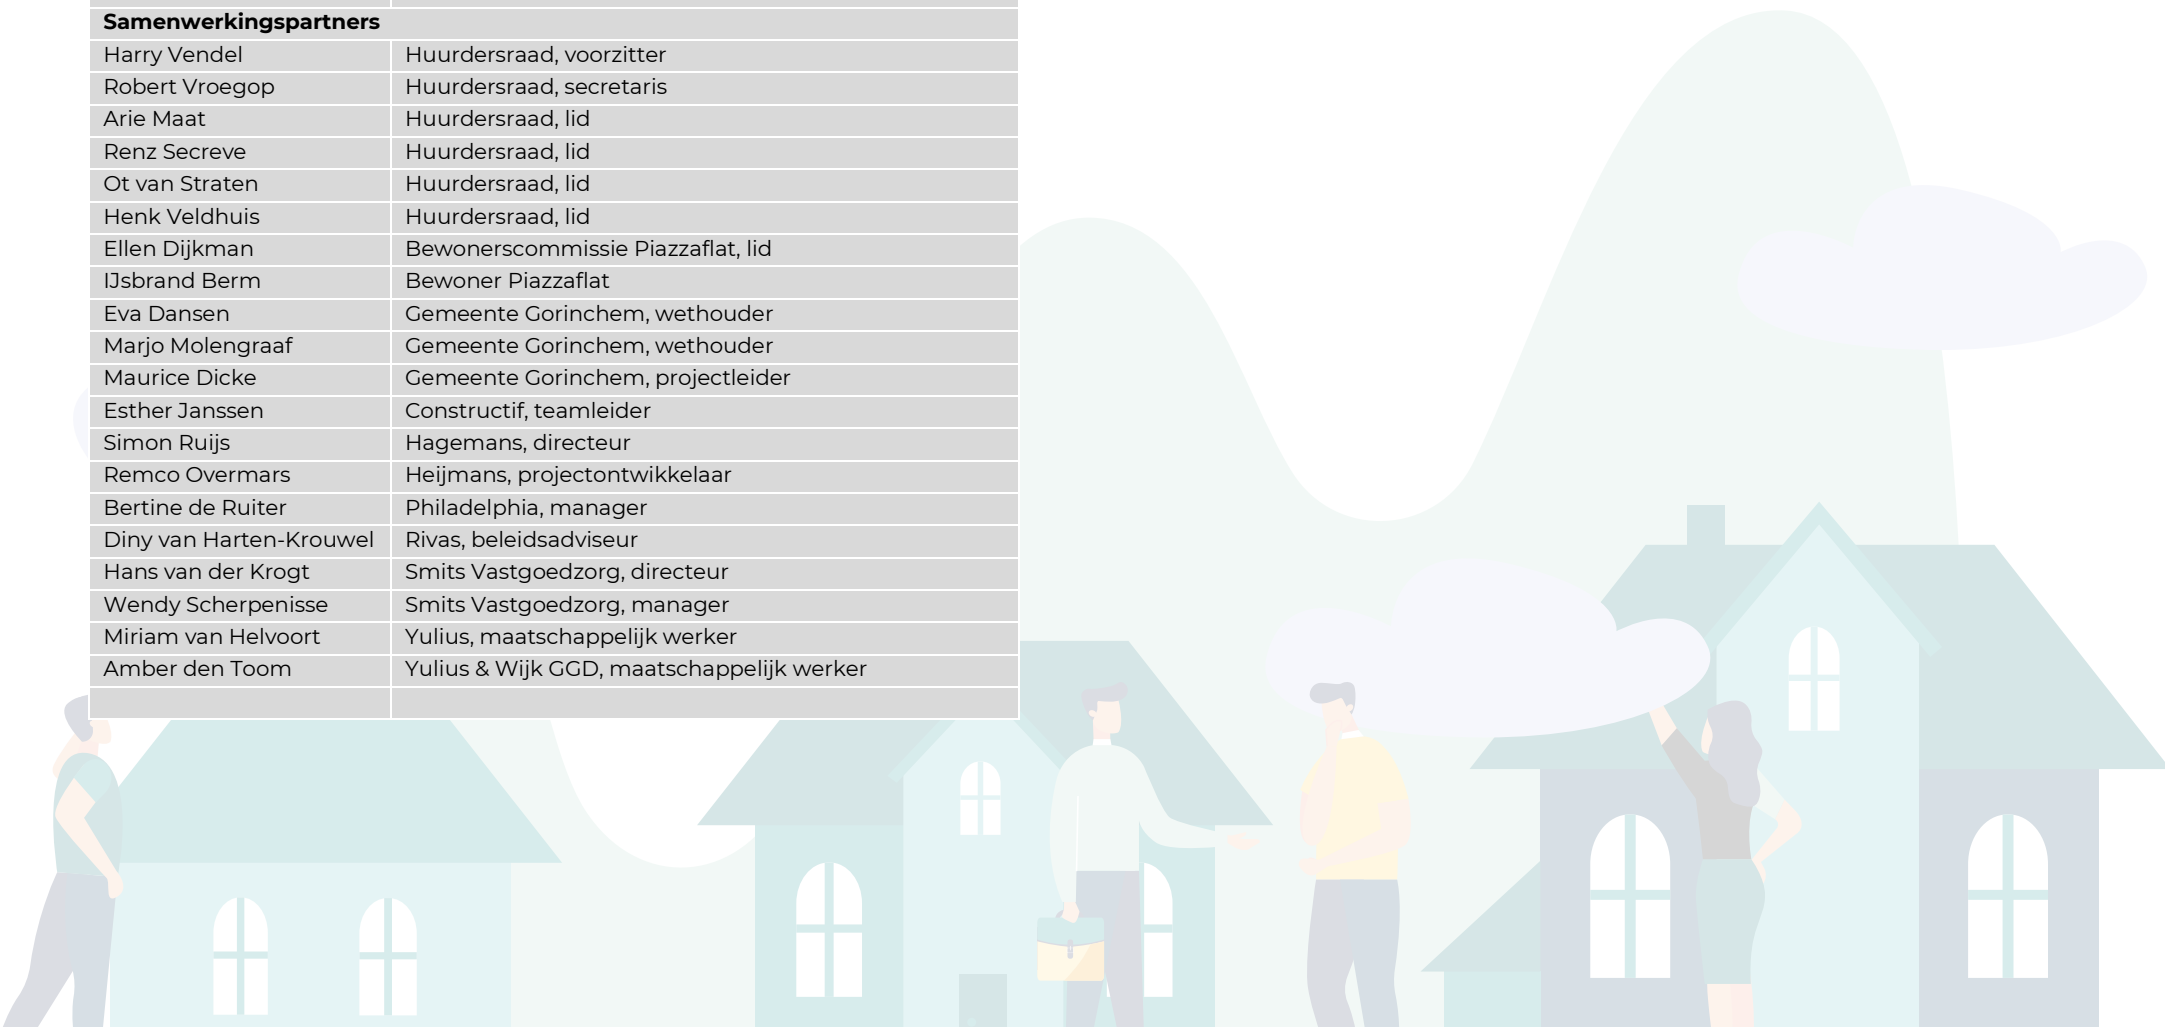 Samenwerkingspartners
Harry Vendel Huurdersraad, voorzitter
Robert Vroegop Huurdersraad, secretaris
Arie Maat Huurdersraad, lid
Renz Secreve Huurdersraad, lid
Ot van Straten Huurdersraad, lid
Henk Veldhuis Huurdersraad, lid
Ellen Dijkman Bewonerscommissie Piazzaflat, lid
IJsbrand Berm Bewoner Piazzaflat
Eva Dansen Gemeente Gorinchem, wethouder
Marjo Molengraaf Gemeente Gorinchem, wethouder
Maurice Dicke Gemeente Gorinchem, projectleider
Esther Janssen Constructif, teamleider
Simon Ruijs Hagemans, directeur
Remco Overmars Heijmans, projectontwikkelaar
Bertine de Ruiter Philadelphia, manager
Diny van Harten-Krouwel Rivas, beleidsadviseur
Hans van der Krogt Smits Vastgoedzorg, directeur
Wendy Scherpenisse Smits Vastgoedzorg, manager
Miriam van Helvoort Yulius, maatschappelijk werker
Amber den Toom Yulius & Wijk GGD, maatschappelijk werker